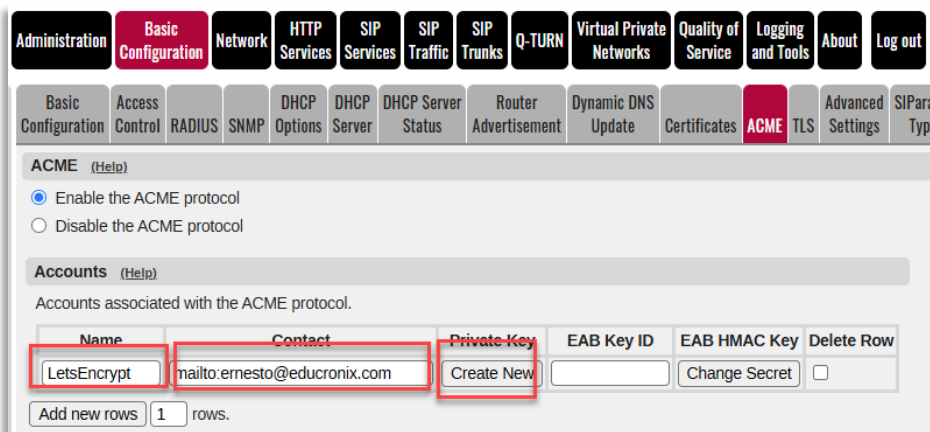 Administration Basic Configuration Network HTTP Services SIP Services SIP Traffic SIP Trunks Q-TURN Virtual Private Networks Quality of Service Logging and Tools About Log out
Basic Configuration Access Control RADIUS SNMP DHCP Options DHCP Server DHCP Server Status Router Advertisement Dynamic DNS Update Certificates ACME TLS Advanced Settings SIPara Typ
ACME (Help)
Enable the ACME protocol
Disable the ACME protocol
Accounts (Help)
Accounts associated with the ACME protocol.
Name Contact Private Key EAB Key ID EAB HMAC Key Delete Row
LetsEncrypt mailto:ernesto@educronix.com Create New Change Secret
Add new rows 1 rows.